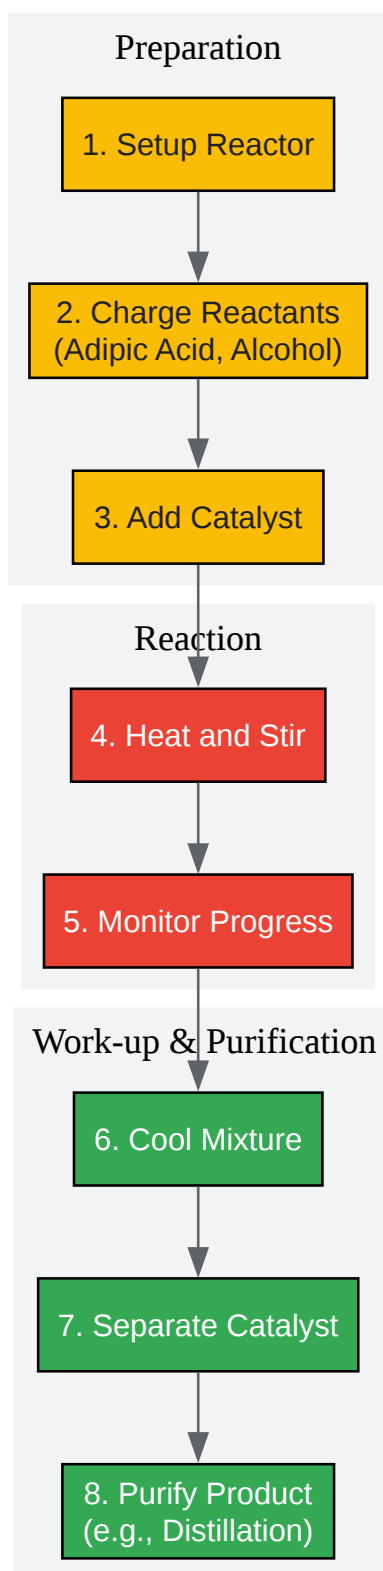 Preparation
1. Setup Reactor
2. Charge Reactants
(Adipic Acid, Alcohol)
3. Add Catalyst
Reaction
4. Heat and Stir
5. Monitor Progress
Work-up & Purification
6. Cool Mixture
7. Separate Catalyst
8. Purify Product
(e.g., Distillation)